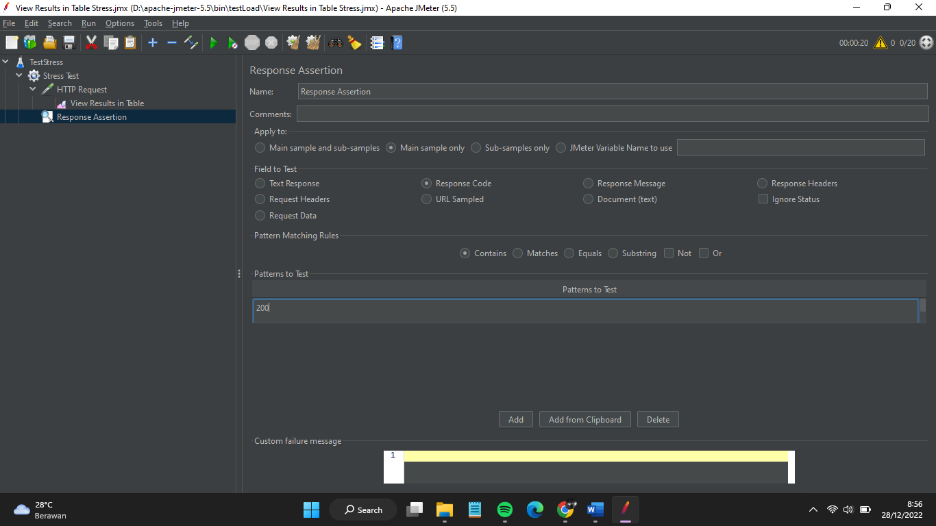 View Results in Table Stress.jmx (D:\apache-jmeter-5.5\bin\testLoad\View Results in Table Stress.jmx) - Apache JMeter (5.5)
File Edit Search Run Options Tools Help
00:00:20 0 0/20
TestStress
Stress Test
HTTP Request
View Results in Table
Response Assertion
Response Assertion
Name: Response Assertion
Comments:
Apply to:
Main sample and sub-samples Main sample only Sub-samples only JMeter Variable Name to use
Field to Test
Text Response Response Code Response Message Response Headers
Request Headers URL Sampled Document (text) Ignore Status
Request Data
Pattern Matching Rules
Contains Matches Equals Substring Not Or
Patterns to Test
Patterns to Test
200
Add Add from Clipboard Delete
Custom failure message
1
28°C
Berawan
Search
8:56
28/12/2022